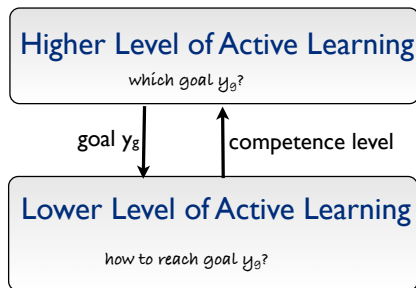 Higher Level of Active Learning
which goal yg?
goal yg
competence level
Lower Level of Active Learning
how to reach goal yg?